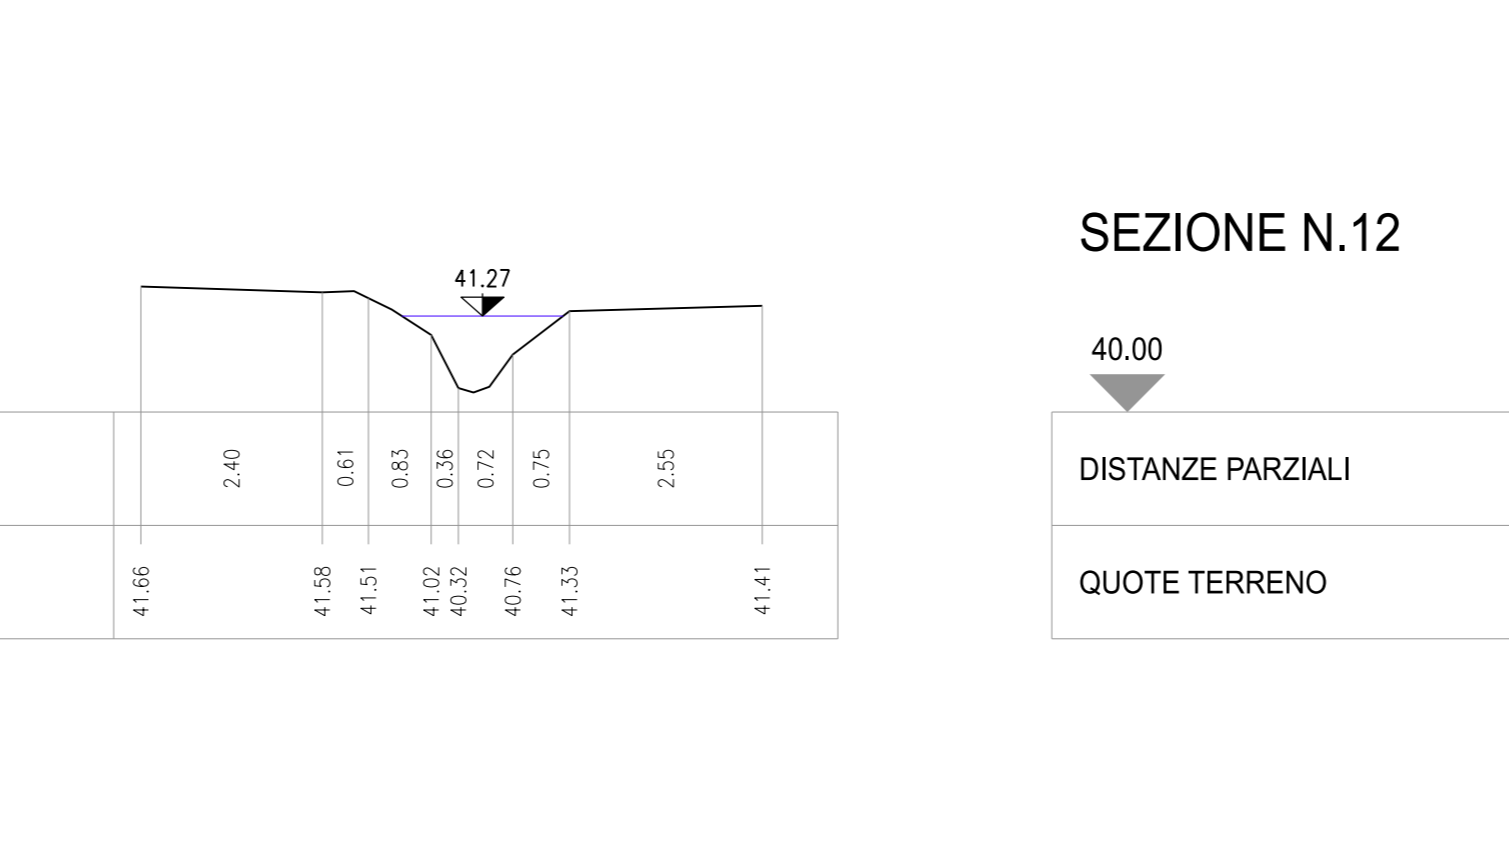 41.27
2.40 0.61 0.83 0.36 0.72 0.75 2.55
41.66 41.58 41.51 41.02 40.32 40.76 41.33 41.41
SEZIONE N.12
40.00
DISTANZE PARZIALI
QUOTE TERRENO